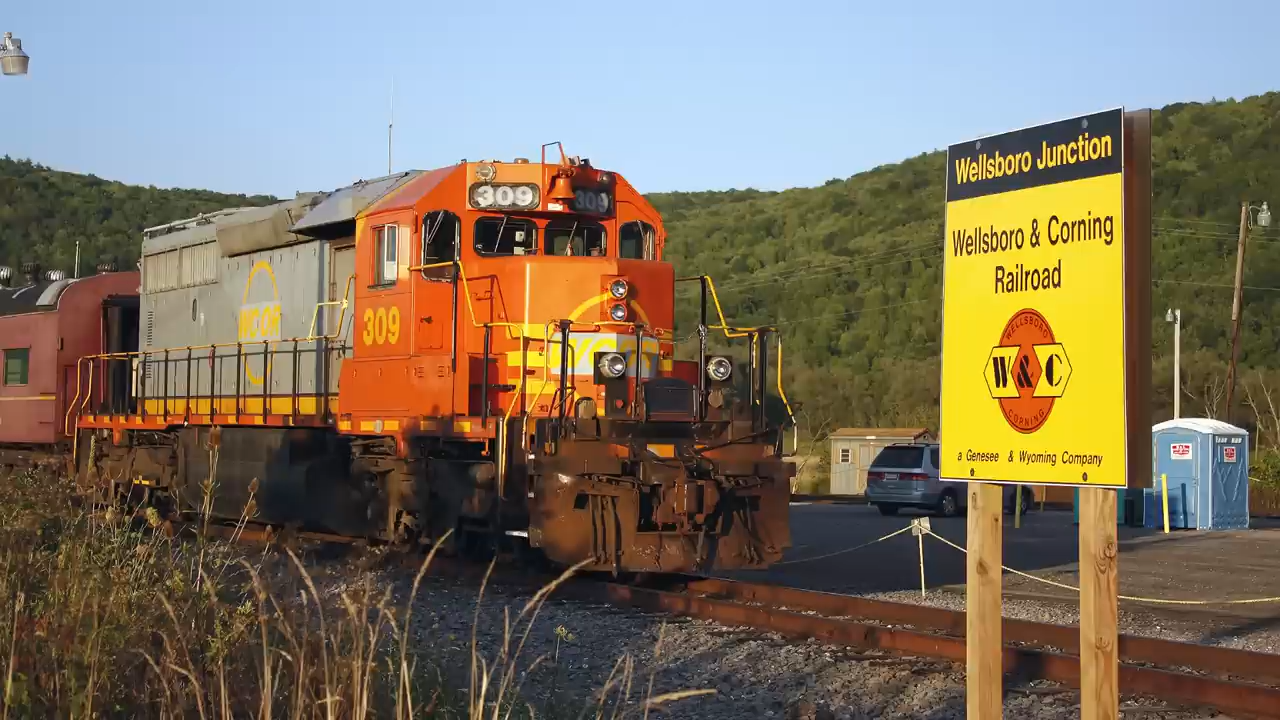 309
309
309
WCOR
Wellsboro Junction
Wellsboro & Corning
Railroad
WELLSBORO
W & C
CORNING
a Genesee & Wyoming Company